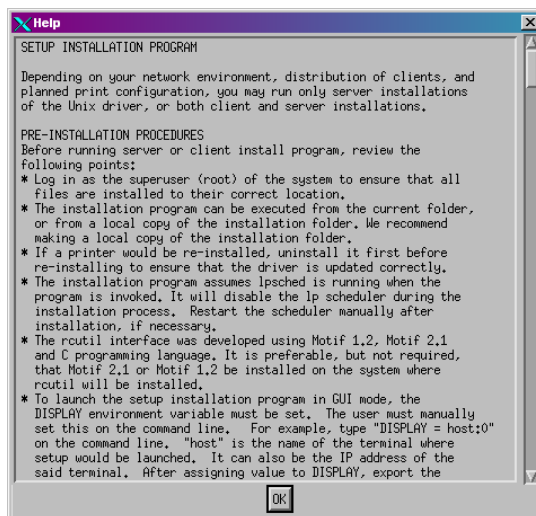 Help
SETUP INSTALLATION PROGRAM
Depending on your network environment, distribution of clients, and
planned print configuration, you may run only server installations
of the Unix driver, or both client and server installations.
PRE-INSTALLATION PROCEDURES
Before running server or client install program, review the
following points:
* Log in as the superuser (root) of the system to ensure that all
files are installed to their correct location.
* The installation program can be executed from the current folder,
or from a local copy of the installation folder. We recommend
making a local copy of the installation folder.
* If a printer would be re-installed, uninstall it first before
re-installing to ensure that the driver is updated correctly.
* The installation program assumes lpsched is running when the
program is invoked. It will disable the lp scheduler during the
installation process.  Restart the scheduler manually after
installation, if necessary.
* The rcutil interface was developed using Motif 1.2, Motif 2.1
and C programming language. It is preferable, but not required,
that Motif 2.1 or Motif 1.2 be installed on the system where
rcutil will be installed.
* To launch the setup installation program in GUI mode, the
DISPLAY environment variable must be set.  The user must manually
set this on the command line.   For example, type "DISPLAY = host:0"
on the command line.  "host" is the name of the terminal where
setup would be launched.  It can also be the IP address of the
said terminal.  After assigning value to DISPLAY, export the
OK